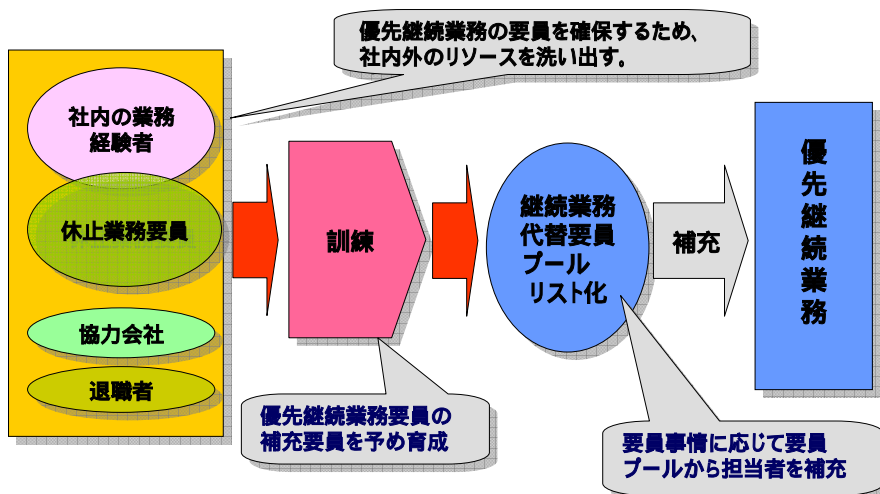 優先継続業務の要員を確保するため、
社内外のリソースを洗い出す。
社内の業務
経験者
休止業務要員
協力会社
退職者
訓練
継続業務
代替要員
プール
リスト化
補充
優先継続業務
優先継続業務要員の
補充要員を予め育成
要員事情に応じて要員
プールから担当者を補充